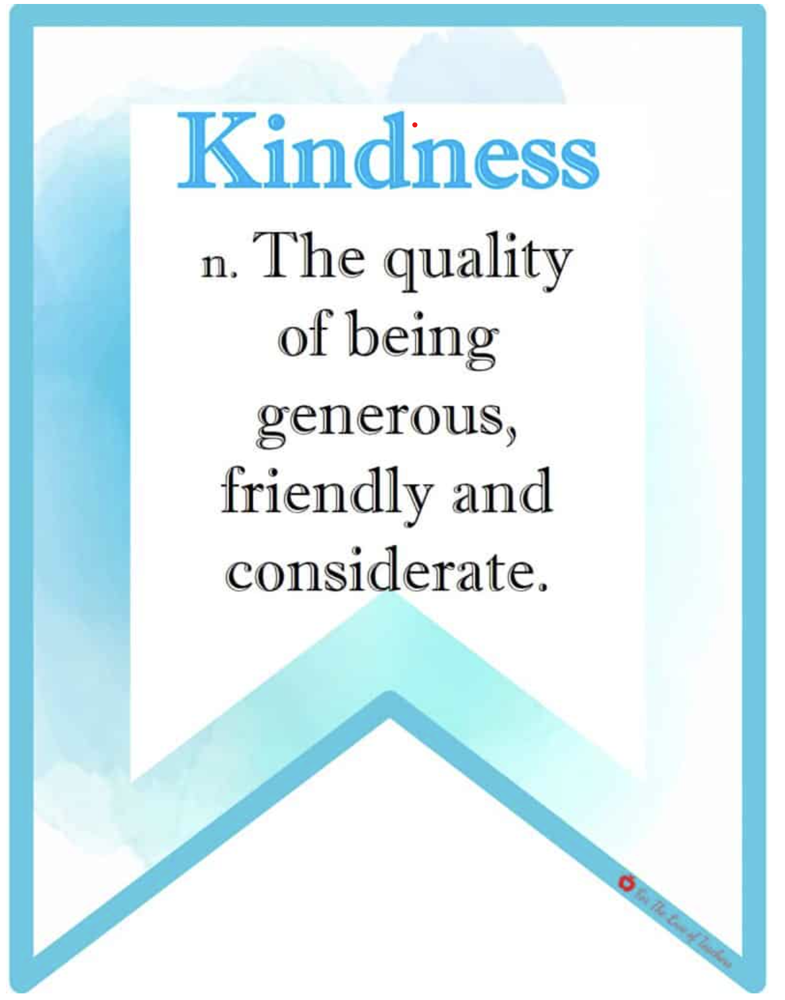 Kindness
n. The quality
of being
generous,
friendly and
considerate.
For The Love of Teachers